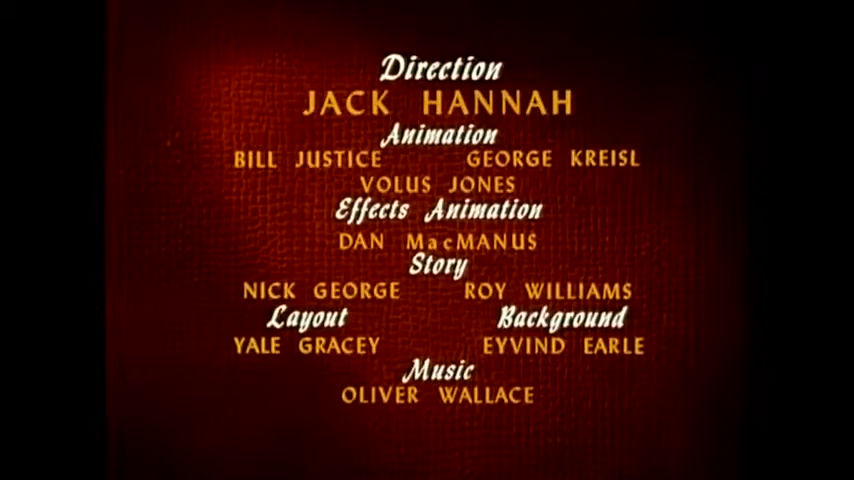 Direction
JACK HANNAH
Animation
BILL JUSTICE GEORGE KREISL
VOLUS JONES
Effects Animation
DAN MacMANUS
Story
NICK GEORGE ROY WILLIAMS
Layout Background
YALE GRACEY EYVIND EARLE
Music
OLIVER WALLACE